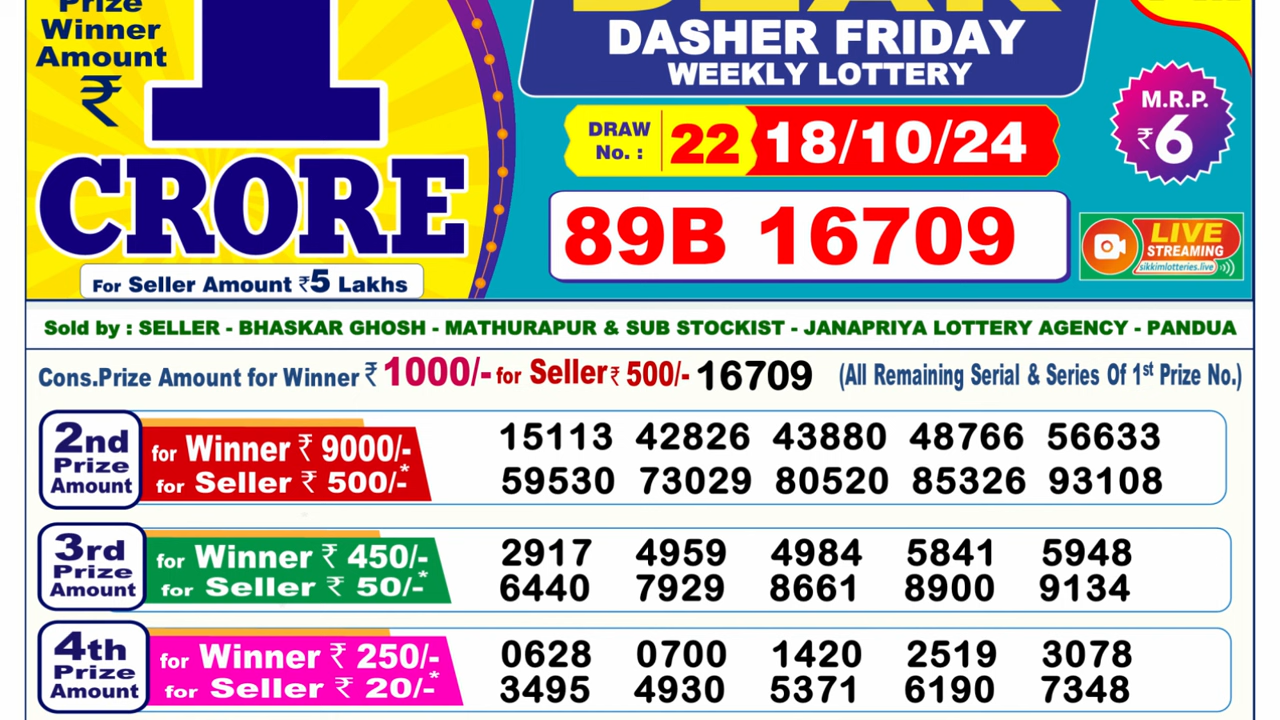 Prize
Winner
Amount
₹
1
CRORE
For Seller Amount ₹5 Lakhs
DEAR
DASHER FRIDAY
WEEKLY LOTTERY
DRAW No. : 22 18/10/24
M.R.P.
₹6
89B 16709
LIVE
STREAMING
sikkimlotteries.live
Sold by : SELLER - BHASKAR GHOSH - MATHURAPUR & SUB STOCKIST - JANAPRIYA LOTTERY AGENCY - PANDUA
Cons.Prize Amount for Winner ₹ 1000/- for Seller ₹ 500/- 16709 (All Remaining Serial & Series Of 1st Prize No.)
2nd
Prize
Amount
for Winner ₹ 9000/-
for Seller ₹ 500/-*
15113 42826 43880 48766 56633
59530 73029 80520 85326 93108
3rd
Prize
Amount
for Winner ₹ 450/-
for Seller ₹ 50/-*
2917 4959 4984 5841 5948
6440 7929 8661 8900 9134
4th
Prize
Amount
for Winner ₹ 250/-
for Seller ₹ 20/-*
0628 0700 1420 2519 3078
3495 4930 5371 6190 7348